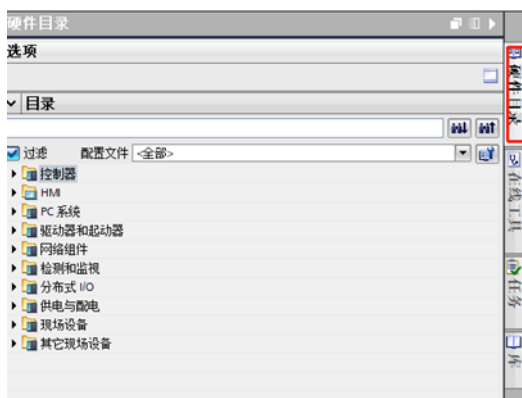 硬件目录
选项
目录
过滤 配置文件 <全部>
控制器
HMI
PC 系统
驱动器和起动器
网络组件
检测和监视
分布式 I/O
供电与配电
现场设备
其它现场设备
硬件目录
在线工具
任务
库